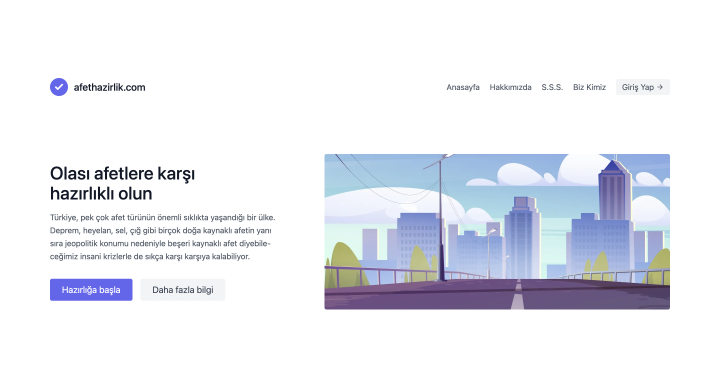 afethazirlik.com
Anasayfa Hakkımızda S.S.S. Biz Kimiz Giriş Yap →
Olası afetlere karşı
hazırlıklı olun
Türkiye, pek çok afet türünün önemli sıklıkta yaşandığı bir ülke.
Deprem, heyelan, sel, çığ gibi birçok doğa kaynaklı afetin yanı
sıra jeopolitik konumu nedeniyle beşeri kaynaklı afet diyebile-
ceğimiz insani krizlerle de sıkça karşı karşıya kalabiliyor.
Hazırlığa başla Daha fazla bilgi